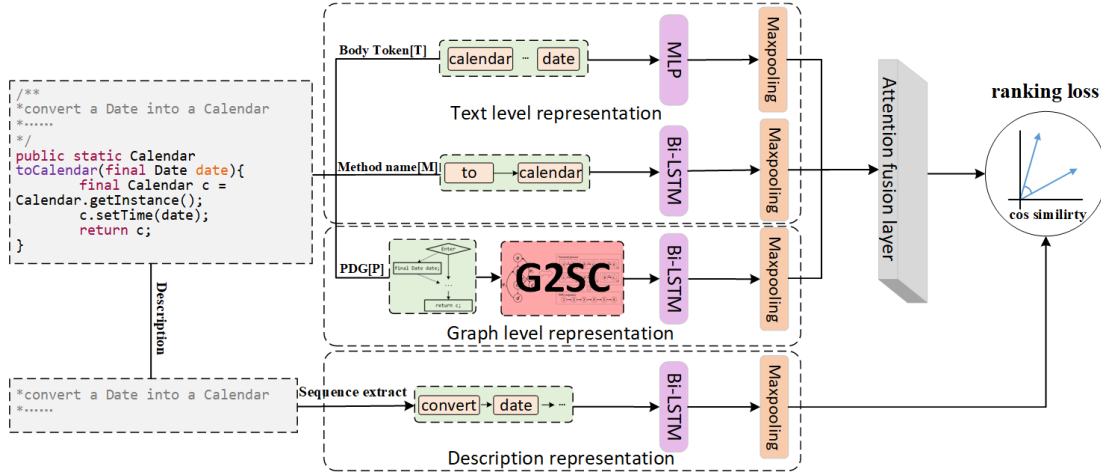 /**
*convert a Date into a Calendar
*······
*/
public static Calendar
toCalendar(final Date date){
final Calendar c =
Calendar.getInstance();
c.setTime(date);
return c;
}
Description
*convert a Date into a Calendar
*······
Body Token[T]
calendar ··· date
MLP
Maxpooling
Text level representation
Method name[M]
to
calendar
Bi-LSTM
Maxpooling
PDG[P]
Enter
final Date date;
...
return c;
G2SC
Bi-LSTM
Maxpooling
Graph level representation
Sequence extract
convert
date
···
Bi-LSTM
Maxpooling
Description representation
Attention fusion layer
ranking loss
cos similirty